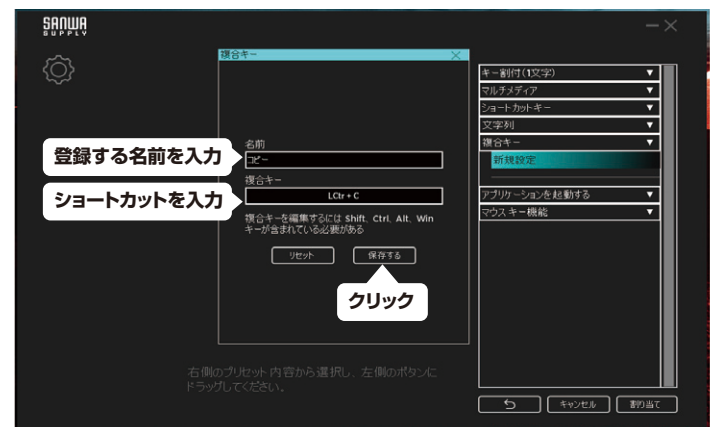 SANWA
SUPPLY
複合キー
名前
コピー
複合キー
LCtr + C
複合キーを編集するには Shift、Ctrl、Alt、Win
キーが含まれている必要がある
リセット
保存する
登録する名前を入力
ショートカットを入力
クリック
キー割付(1文字)
マルチメディア
ショートカットキー
文字列
複合キー
新規設定
アプリケーションを起動する
マウスキー機能
右側のプリセット内容から選択し、左側のボタンに
ドラッグしてください。
キャンセル
割り当て